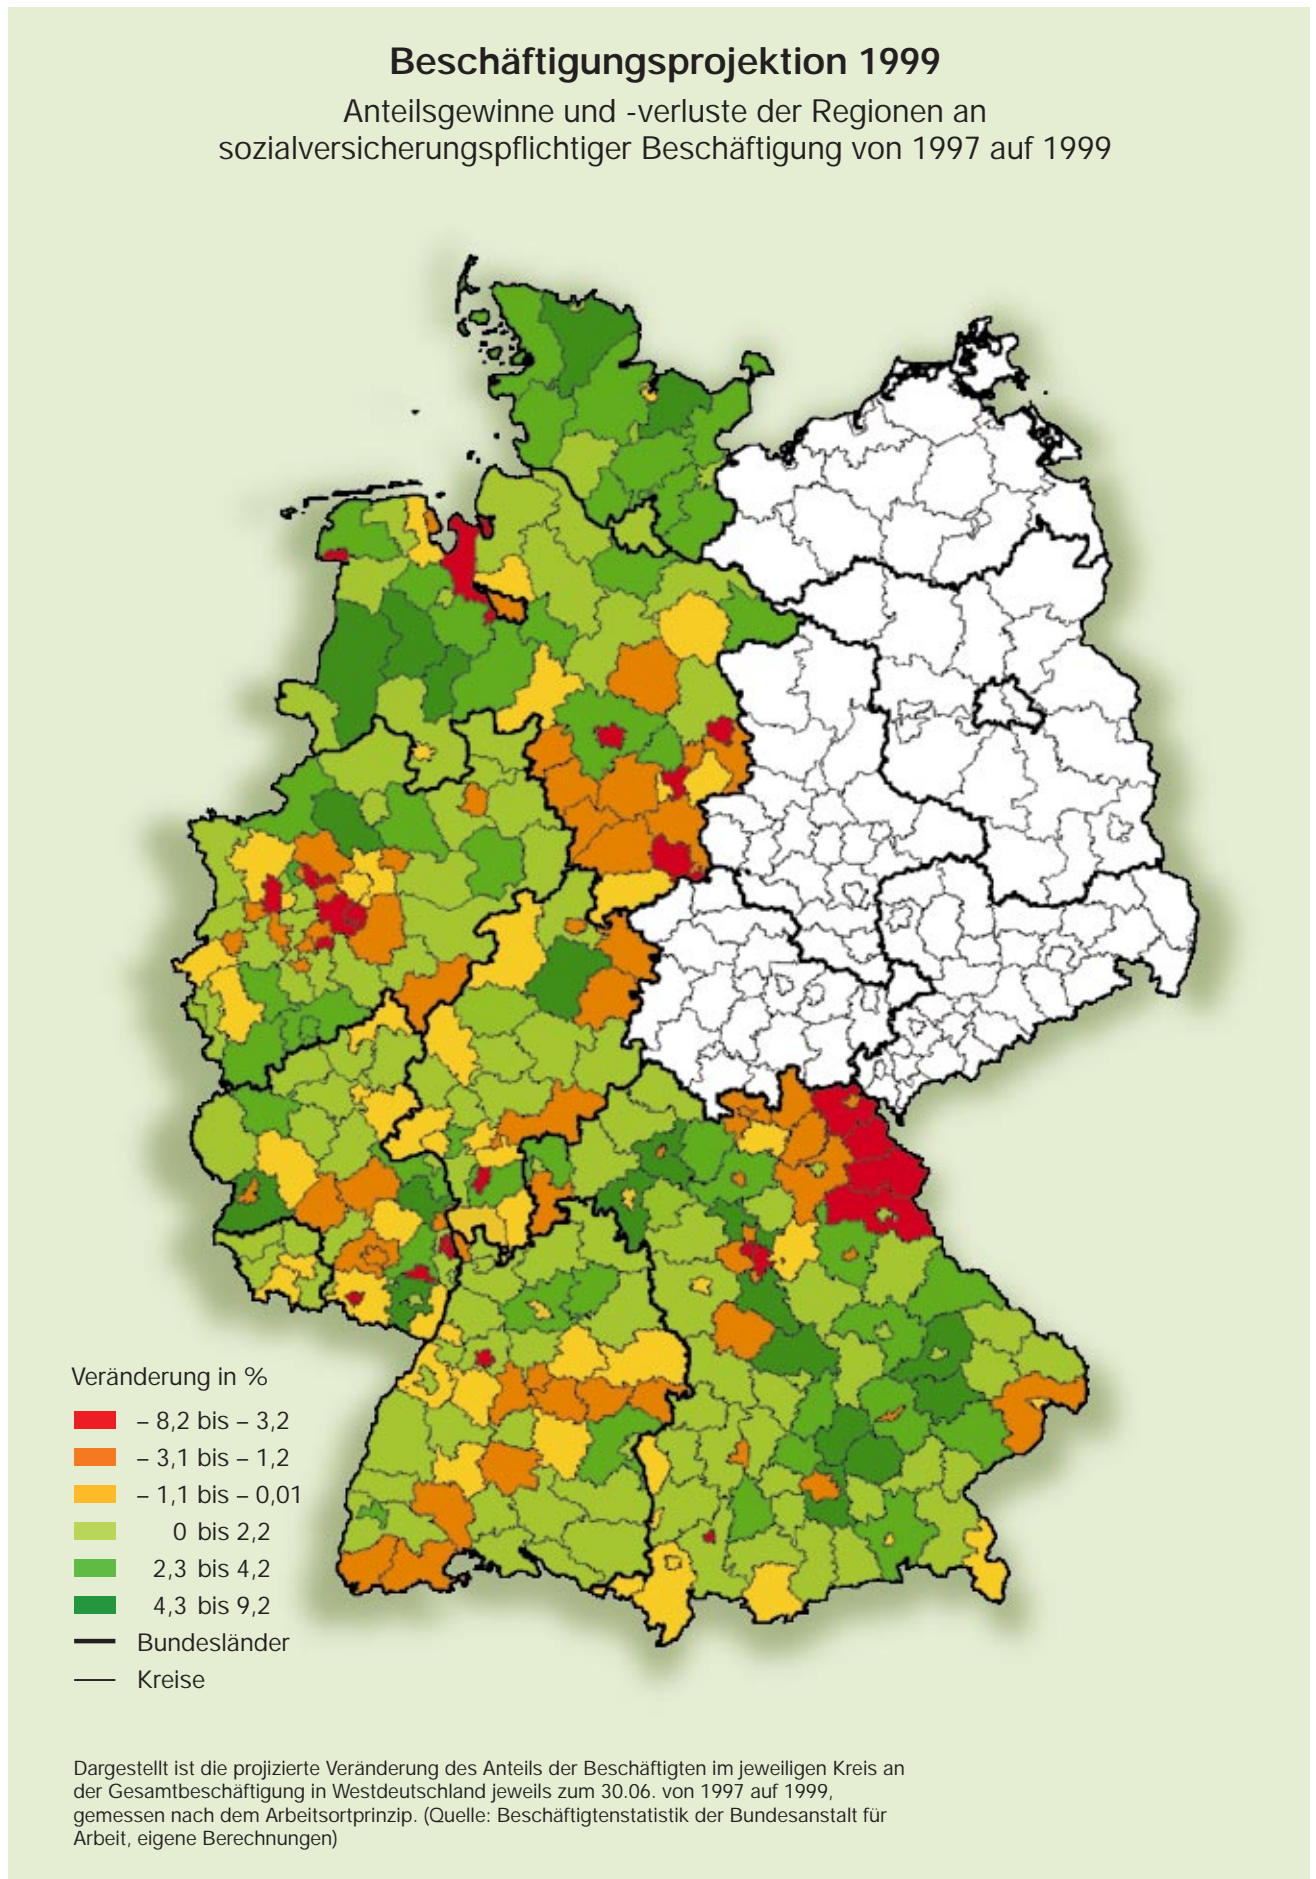 Beschäftigungsprojektion 1999
Anteilsgewinne und -verluste der Regionen an
sozialversicherungspflichtiger Beschäftigung von 1997 auf 1999
Veränderung in %
– 8,2 bis – 3,2
– 3,1 bis – 1,2
– 1,1 bis – 0,01
0 bis 2,2
2,3 bis 4,2
4,3 bis 9,2
Bundesländer
Kreise
Dargestellt ist die projizierte Veränderung des Anteils der Beschäftigten im jeweiligen Kreis an
der Gesamtbeschäftigung in Westdeutschland jeweils zum 30.06. von 1997 auf 1999,
gemessen nach dem Arbeitsortprinzip. (Quelle: Beschäftigtenstatistik der Bundesanstalt für
Arbeit, eigene Berechnungen)